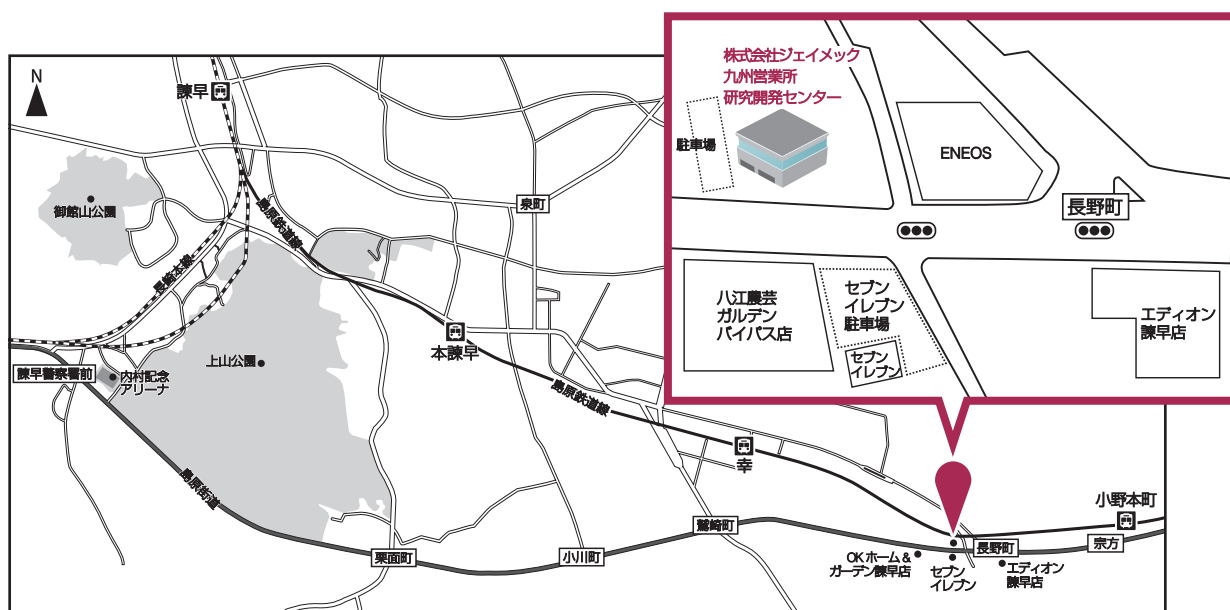 N
諫早
御館山公園
長崎本線
島原鉄道線
泉町
本諫早
上山公園
諫早警察署前
内村記念
アリーナ
島原街道
島原鉄道線
幸
栗面町
小川町
鷲崎町
OKホーム&
ガーデン諫早店
セブン
イレブン
長野町
エディオン
諫早店
宗方
小野本町
株式会社ジェイメック
九州営業所
研究開発センター
駐車場
ENEOS
長野町
八江農芸
ガルデン
バイパス店
セブン
イレブン
駐車場
セブン
イレブン
エディオン
諫早店